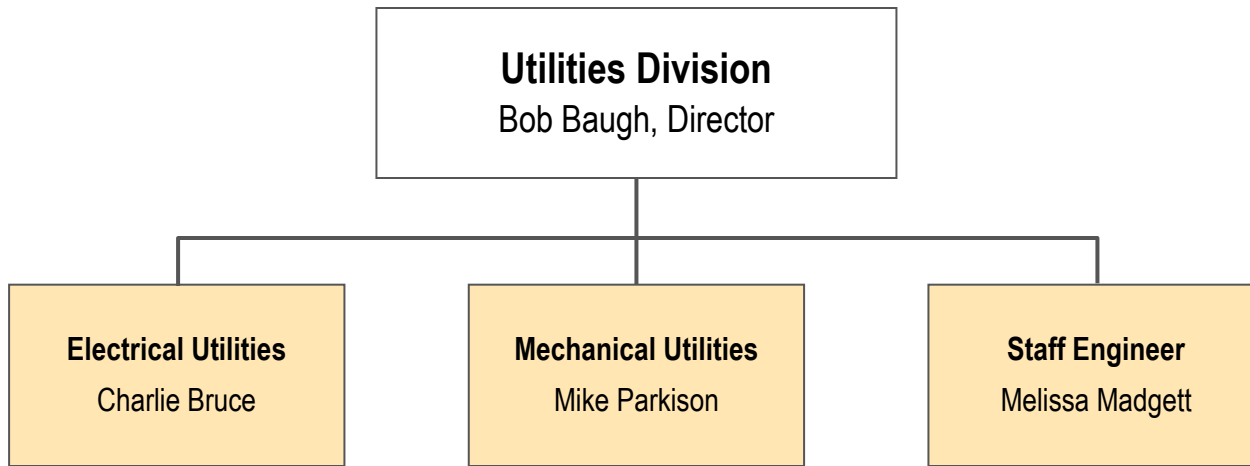 Utilities Division
Bob Baugh, Director
Electrical Utilities
Charlie Bruce
Mechanical Utilities
Mike Parkison
Staff Engineer
Melissa Madgett